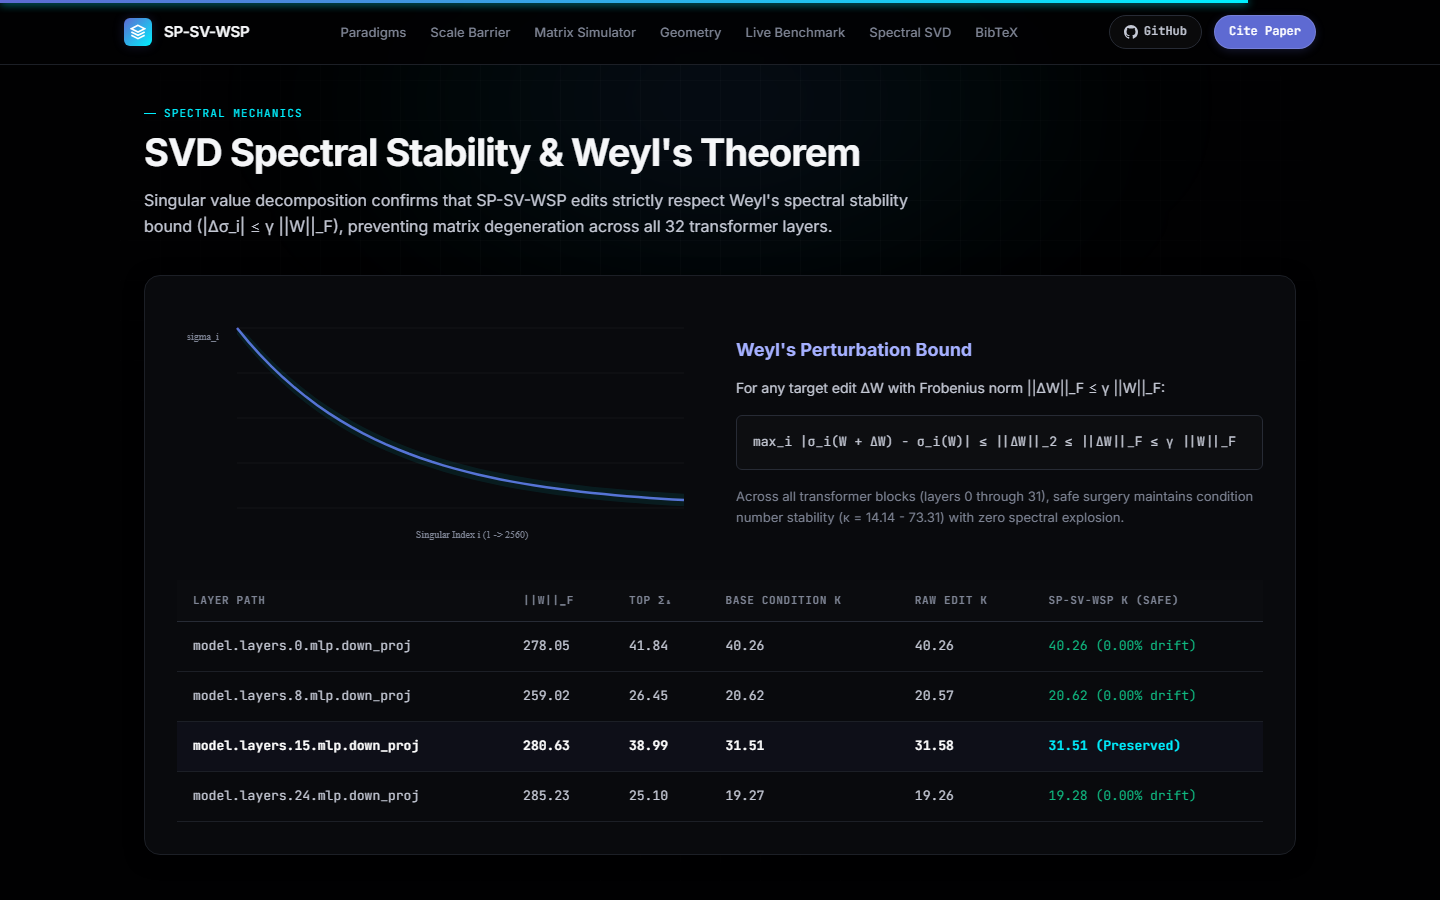 SP-SV-WSP
Paradigms
Scale Barrier
Matrix Simulator
Geometry
Live Benchmark
Spectral SVD
BibTeX
GitHub
Cite Paper
— SPECTRAL MECHANICS
SVD Spectral Stability & Weyl's Theorem
Singular value decomposition confirms that SP-SV-WSP edits strictly respect Weyl's spectral stability
bound (|Δσ_i| ≤ γ ||W||_F), preventing matrix degeneration across all 32 transformer layers.
sigma_i
Singular Index i (1 -> 2560)
Weyl's Perturbation Bound
For any target edit ΔW with Frobenius norm ||ΔW||_F ≤ γ ||W||_F:
max_i |σ_i(W + ΔW) - σ_i(W)| ≤ ||ΔW||_2 ≤ ||ΔW||_F ≤ γ ||W||_F
Across all transformer blocks (layers 0 through 31), safe surgery maintains condition
number stability (κ = 14.14 - 73.31) with zero spectral explosion.
LAYER PATH ||W||_F TOP Σ₁ BASE CONDITION Κ RAW EDIT Κ SP-SV-WSP Κ (SAFE)
model.layers.0.mlp.down_proj 278.05 41.84 40.26 40.26 40.26 (0.00% drift)
model.layers.8.mlp.down_proj 259.02 26.45 20.62 20.57 20.62 (0.00% drift)
model.layers.15.mlp.down_proj 280.63 38.99 31.51 31.58 31.51 (Preserved)
model.layers.24.mlp.down_proj 285.23 25.10 19.27 19.26 19.28 (0.00% drift)